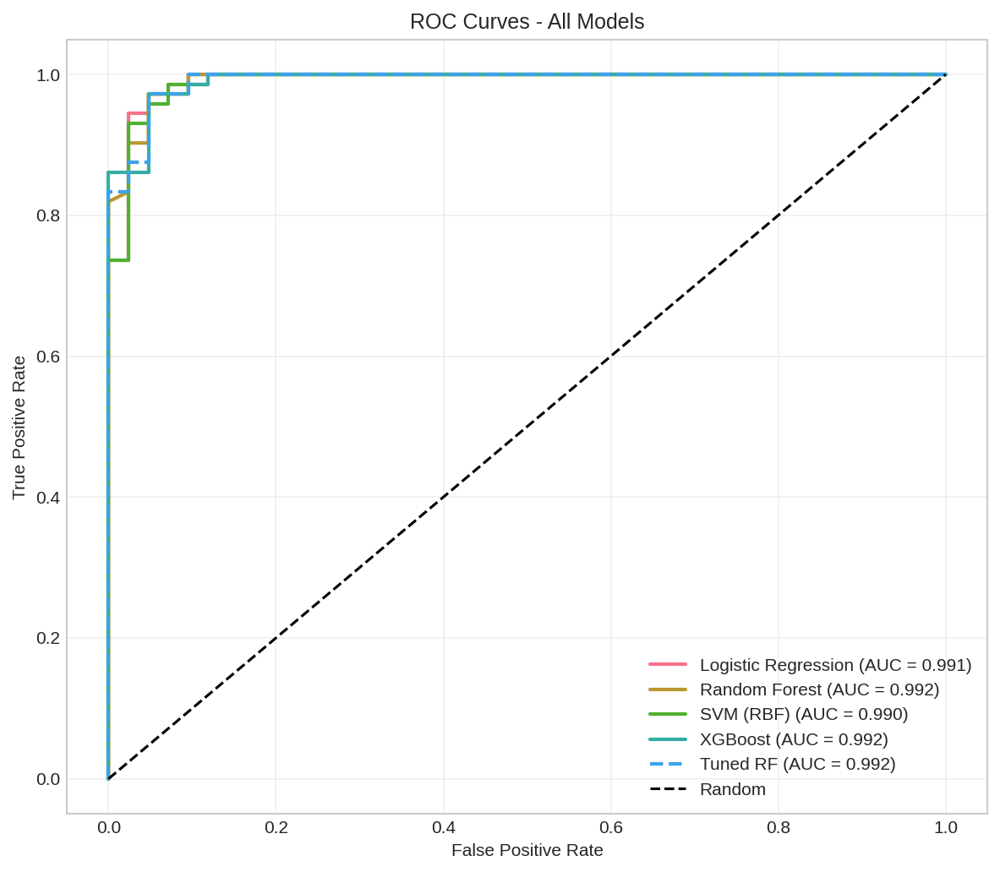 ROC Curves - All Models
True Positive Rate
1.0
0.8
0.6
0.4
0.2
0.0
Logistic Regression (AUC = 0.991)
Random Forest (AUC = 0.992)
SVM (RBF) (AUC = 0.990)
XGBoost (AUC = 0.992)
Tuned RF (AUC = 0.992)
Random
0.0 0.2 0.4 0.6 0.8 1.0
False Positive Rate